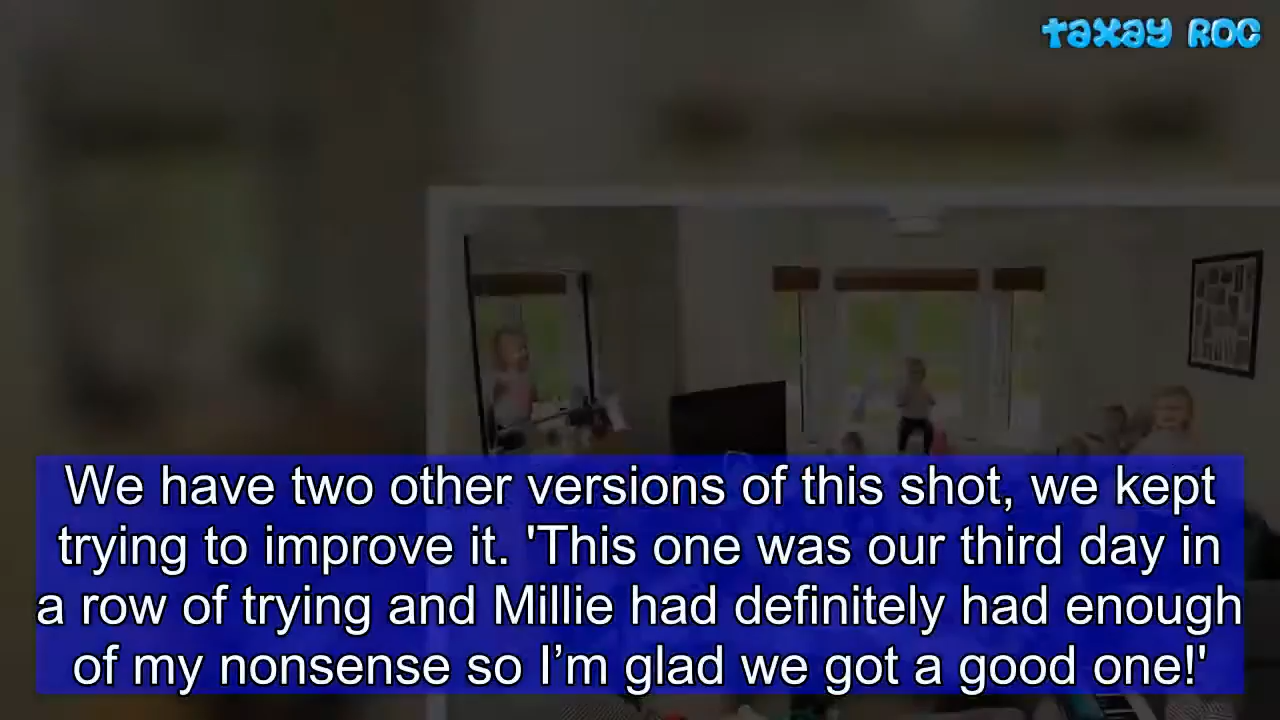 taxay ROC
We have two other versions of this shot, we kept
trying to improve it. 'This one was our third day in
a row of trying and Millie had definitely had enough
of my nonsense so I’m glad we got a good one!'